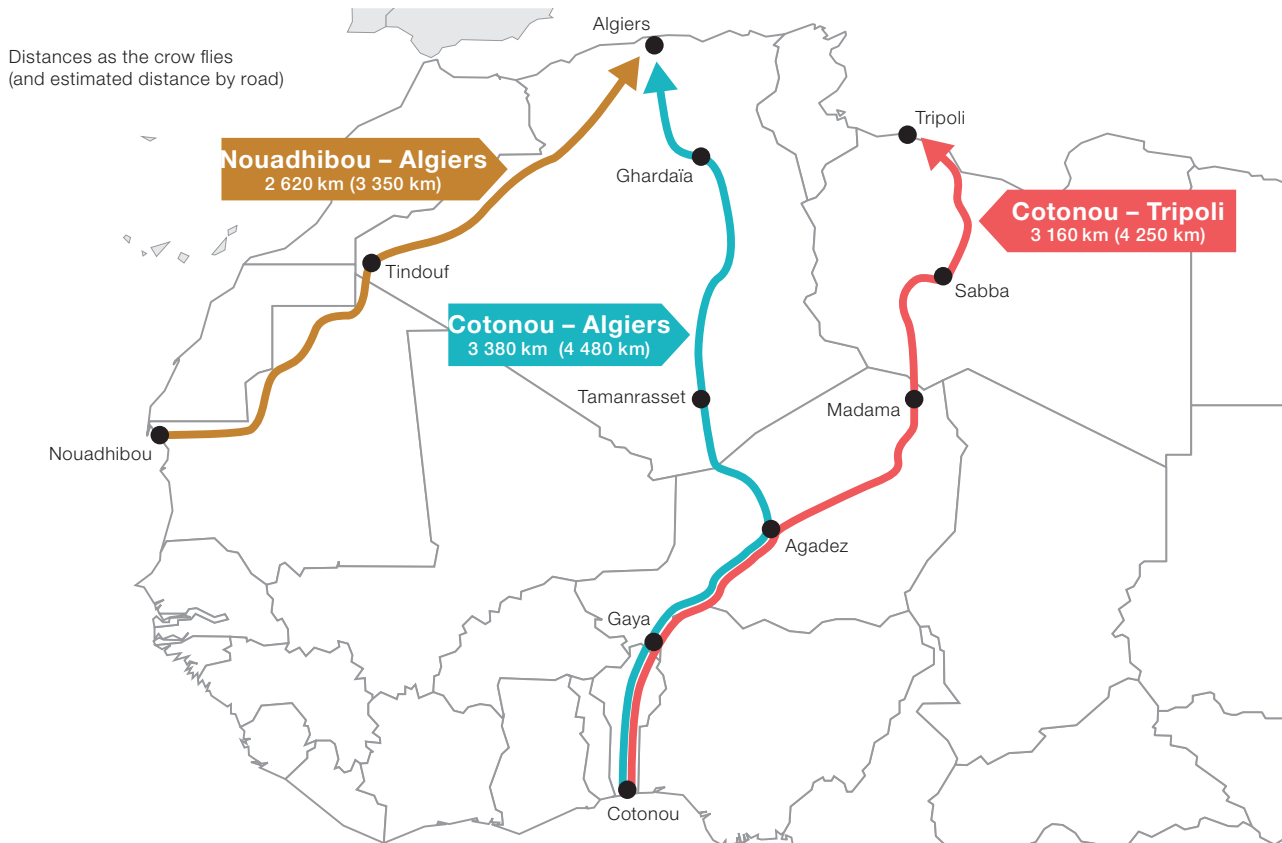 Distances as the crow flies
(and estimated distance by road)
Algiers
Tripoli
Nouadhibou – Algiers
2 620 km (3 350 km)
Ghardaïa
Cotonou – Tripoli
3 160 km (4 250 km)
Tindouf
Sabba
Cotonou – Algiers
3 380 km (4 480 km)
Tamanrasset
Madama
Nouadhibou
Agadez
Gaya
Cotonou